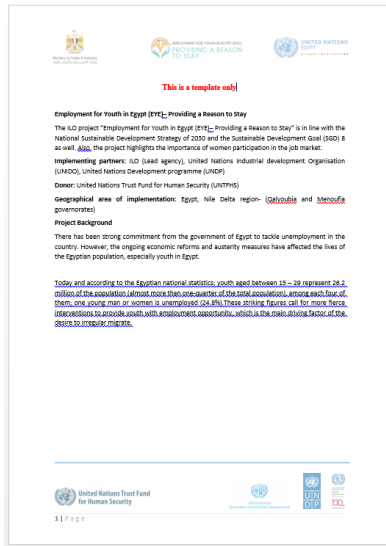 Ministry of Trade & Industry
EMPLOYMENT FOR YOUTH IN EGYPT (EYE)
PROVIDING A REASON
TO STAY
UNITED NATIONS
EGYPT
This is a template only
Employment for Youth in Egypt (EYE)– Providing a Reason to Stay
The ILO project "Employment for Youth in Egypt (EYE)– Providing a Reason to Stay" is in line with the
National Sustainable Development Strategy of 2030 and the Sustainable Development Goal (SGD) 8
as well. Also, the project highlights the importance of women participation in the job market.
Implementing partners: ILO (Lead agency), United Nations Industrial development Organisation
(UNIDO), United Nations Development programme (UNDP)
Donor: United Nations Trust Fund for Human Security (UNTFHS)
Geographical area of implementation: Egypt, Nile Delta region- (Qalyoubia and Menoufia
governorates)
Project Background
There has been strong commitment from the government of Egypt to tackle unemployment in the
country. However, the ongoing economic reforms and austerity measures have affected the lives of
the Egyptian population, especially youth in Egypt.
Today and according to the Egyptian national statistics; youth aged between 15 – 29 represent 26.2
million of the population (almost more than one-quarter of the total population), among each four of
them; one young man or women is unemployed (24.8%).These striking figures call for more fierce
interventions to provide youth with employment opportunity, which is the main driving factor of the
desire to irregular migrate.
United Nations Trust Fund
for Human Security
UNITED NATIONS
INDUSTRIAL DEVELOPMENT ORGANIZATION
U N
D P
1 | P a g e